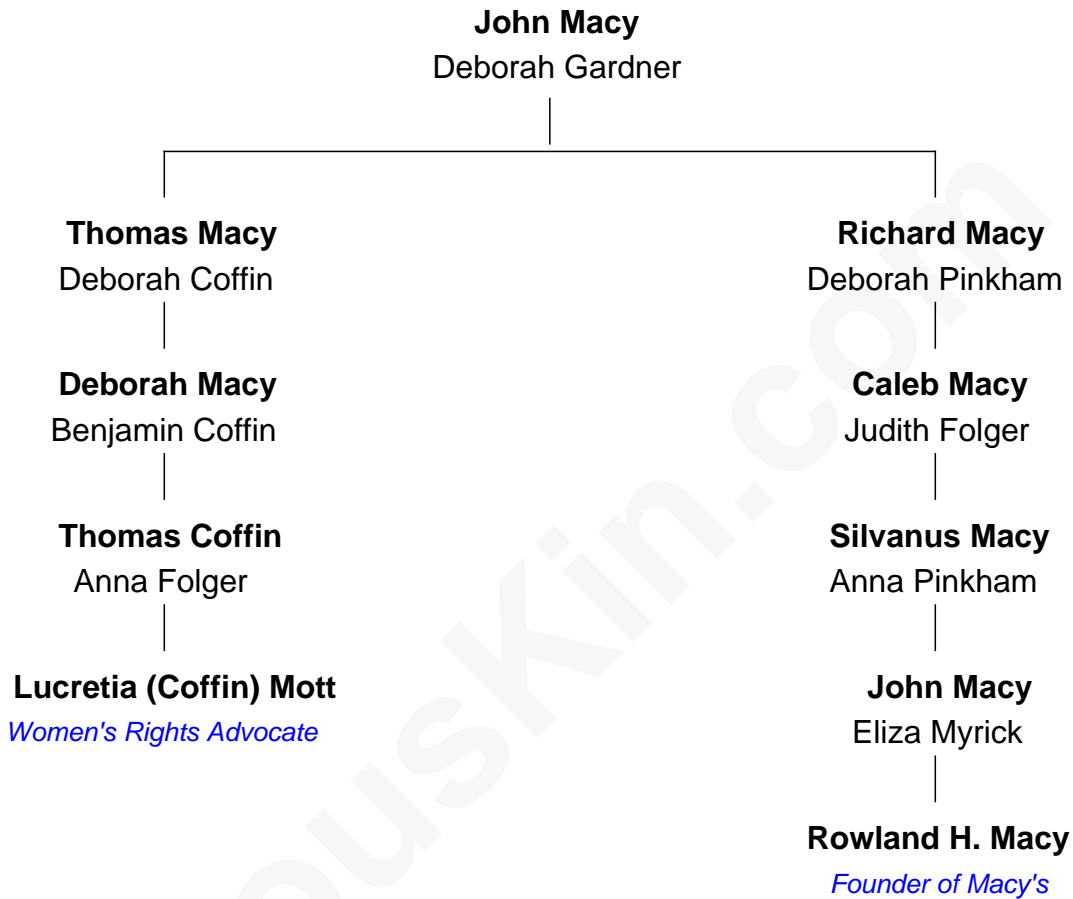 John Macy
Deborah Gardner
Thomas Macy
Deborah Coffin
Deborah Macy
Benjamin Coffin
Thomas Coffin
Anna Folger
Lucretia (Coffin) Mott
Women's Rights Advocate
Richard Macy
Deborah Pinkham
Caleb Macy
Judith Folger
Silvanus Macy
Anna Pinkham
John Macy
Eliza Myrick
Rowland H. Macy
Founder of Macy's
ousKin.com